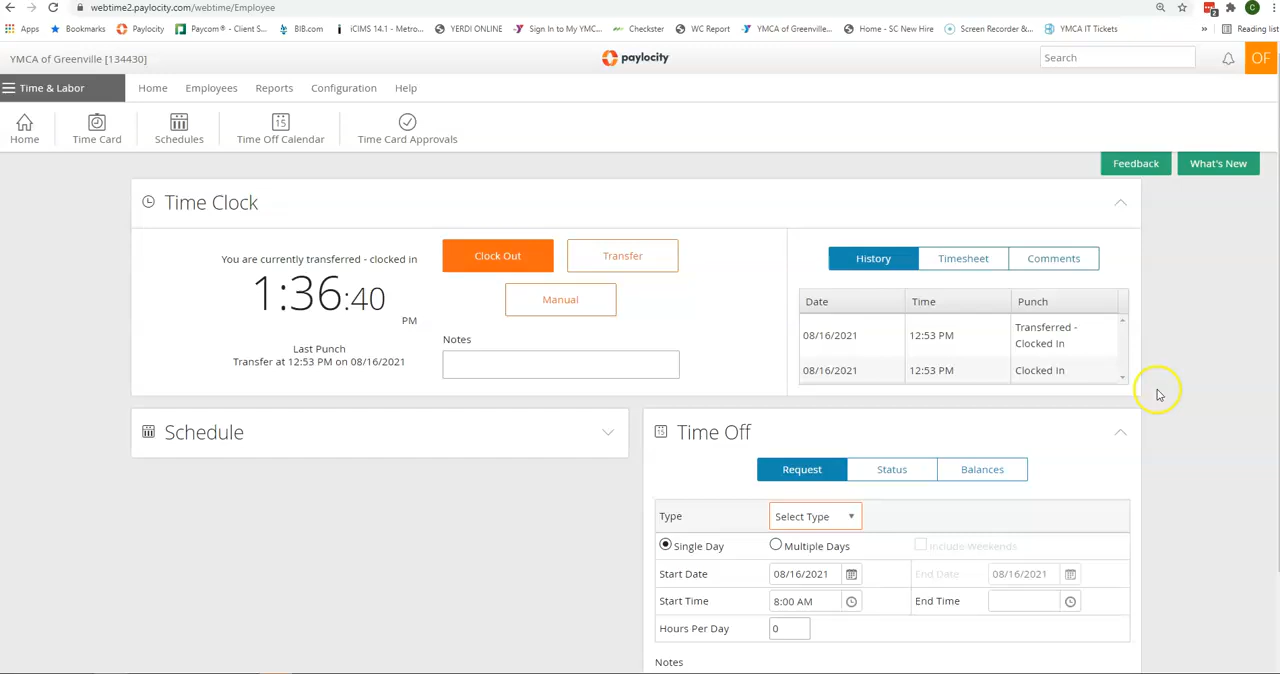 webtime2.paylocity.com/webtime/Employee
Apps Bookmarks Paylocity Paycom® - Client S... BIB.com iCIMS 14.1 - Metro... YERDI ONLINE Sign In to My YMC... Checkster WC Report YMCA of Greenville... Home - SC New Hire Screen Recorder &... YMCA IT Tickets » Reading list
YMCA of Greenville [134430] paylocity Search OF
Time & Labor Home Employees Reports Configuration Help
Home Time Card Schedules Time Off Calendar Time Card Approvals
Feedback What's New
Time Clock
You are currently transferred - clocked in
1:36:40
PM
Last Punch
Transfer at 12:53 PM on 08/16/2021
Clock Out Transfer
Manual
Notes
History Timesheet Comments
Date Time Punch
08/16/2021 12:53 PM Transferred -
Clocked In
08/16/2021 12:53 PM Clocked In
Schedule
Time Off
Request Status Balances
Type Select Type
Single Day Multiple Days Include Weekends
Start Date 08/16/2021 End Date 08/16/2021
Start Time 8:00 AM End Time
Hours Per Day 0
Notes